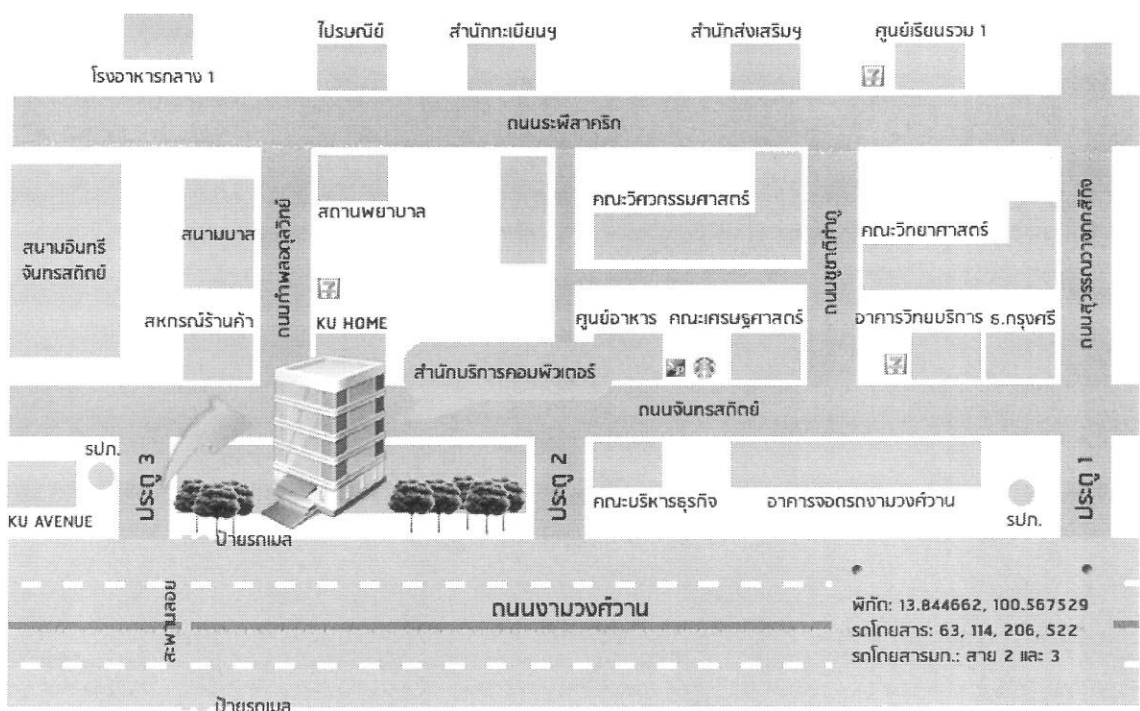 ไปรษณีย์
สำนักทะเบียนฯ
สำนักส่งเสริมฯ
ศูนย์เรียนรวม 1
โรงอาหารกลาง 1
7
ถนนระพีสาคริก
สนามอินทรี
จันทรสถิตย์
สนามบาส
ถนนกำพลอดุลวิทย์
สถานพยาบาล
คณะวิศวกรรมศาสตร์
ถนนชูชาติกำภู
คณะวิทยาศาสตร์
ถนนสุวรรณวาจกกสิกิจ
7
สหกรณ์ร้านค้า
KU HOME
ศูนย์อาหาร
คณะเศรษฐศาสตร์
อาคารวิทยบริการ
ธ.กรุงศรี
7
สำนักบริการคอมพิวเตอร์
ถนนจันทรสถิตย์
รปภ.
ประตู 3
ประตู 2
ประตู 1
KU AVENUE
คณะบริหารธุรกิจ
อาคารจอดรถงามวงศ์วาน
รปภ.
ป้ายรถเมล
สะพานลอย
ถนนงามวงศ์วาน
พิกัด: 13.844662, 100.567529
รถโดยสาร: 63, 114, 206, 522
รถโดยสารมก.: สาย 2 และ 3
ป้ายรถเมล